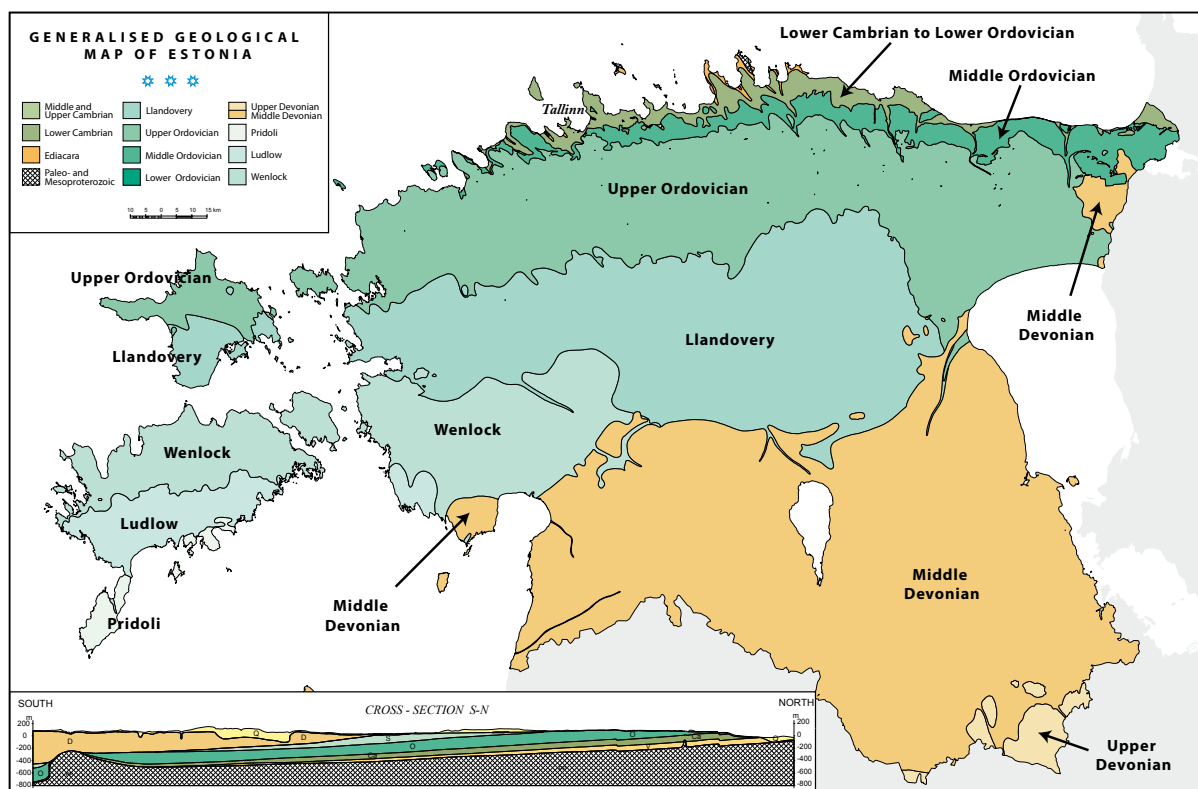 GENERALISED GEOLOGICAL
MAP OF ESTONIA
Middle and
Upper Cambrian
Lower Cambrian
Ediacara
Paleo- and
Mesoproterozoic
Llandovery
Upper Ordovician
Middle Ordovician
Lower Ordovician
Upper Devonian
Middle Devonian
Pridoli
Ludlow
Wenlock
10 5 0 5 10 15 km
Lower Cambrian to Lower Ordovician
Middle Ordovician
Tallinn
Upper Ordovician
Upper Ordovician
Llandovery
Middle
Devonian
Llandovery
Wenlock
Wenlock
Ludlow
Middle
Devonian
Middle
Devonian
Pridoli
Upper
Devonian
SOUTH
CROSS - SECTION S-N
NORTH
200
m
0
-200
-400
-600
-800
D
Q
D
S
O
O
Ca
Ca
V
Q
O
200
m
0
-200
-400
-600
-800